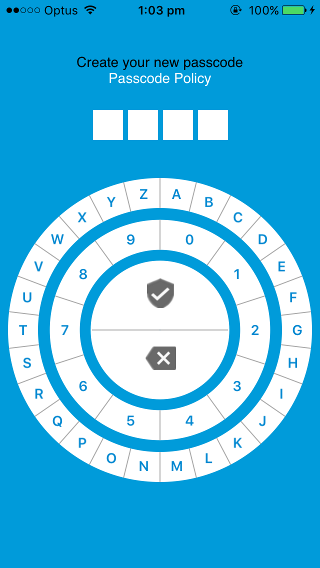 Optus 1:03 pm 100%
Create your new passcode
Passcode Policy
A B C D E F G H I J K L M N O P Q R S T U V W X Y Z
0 1 2 3 4 5 6 7 8 9